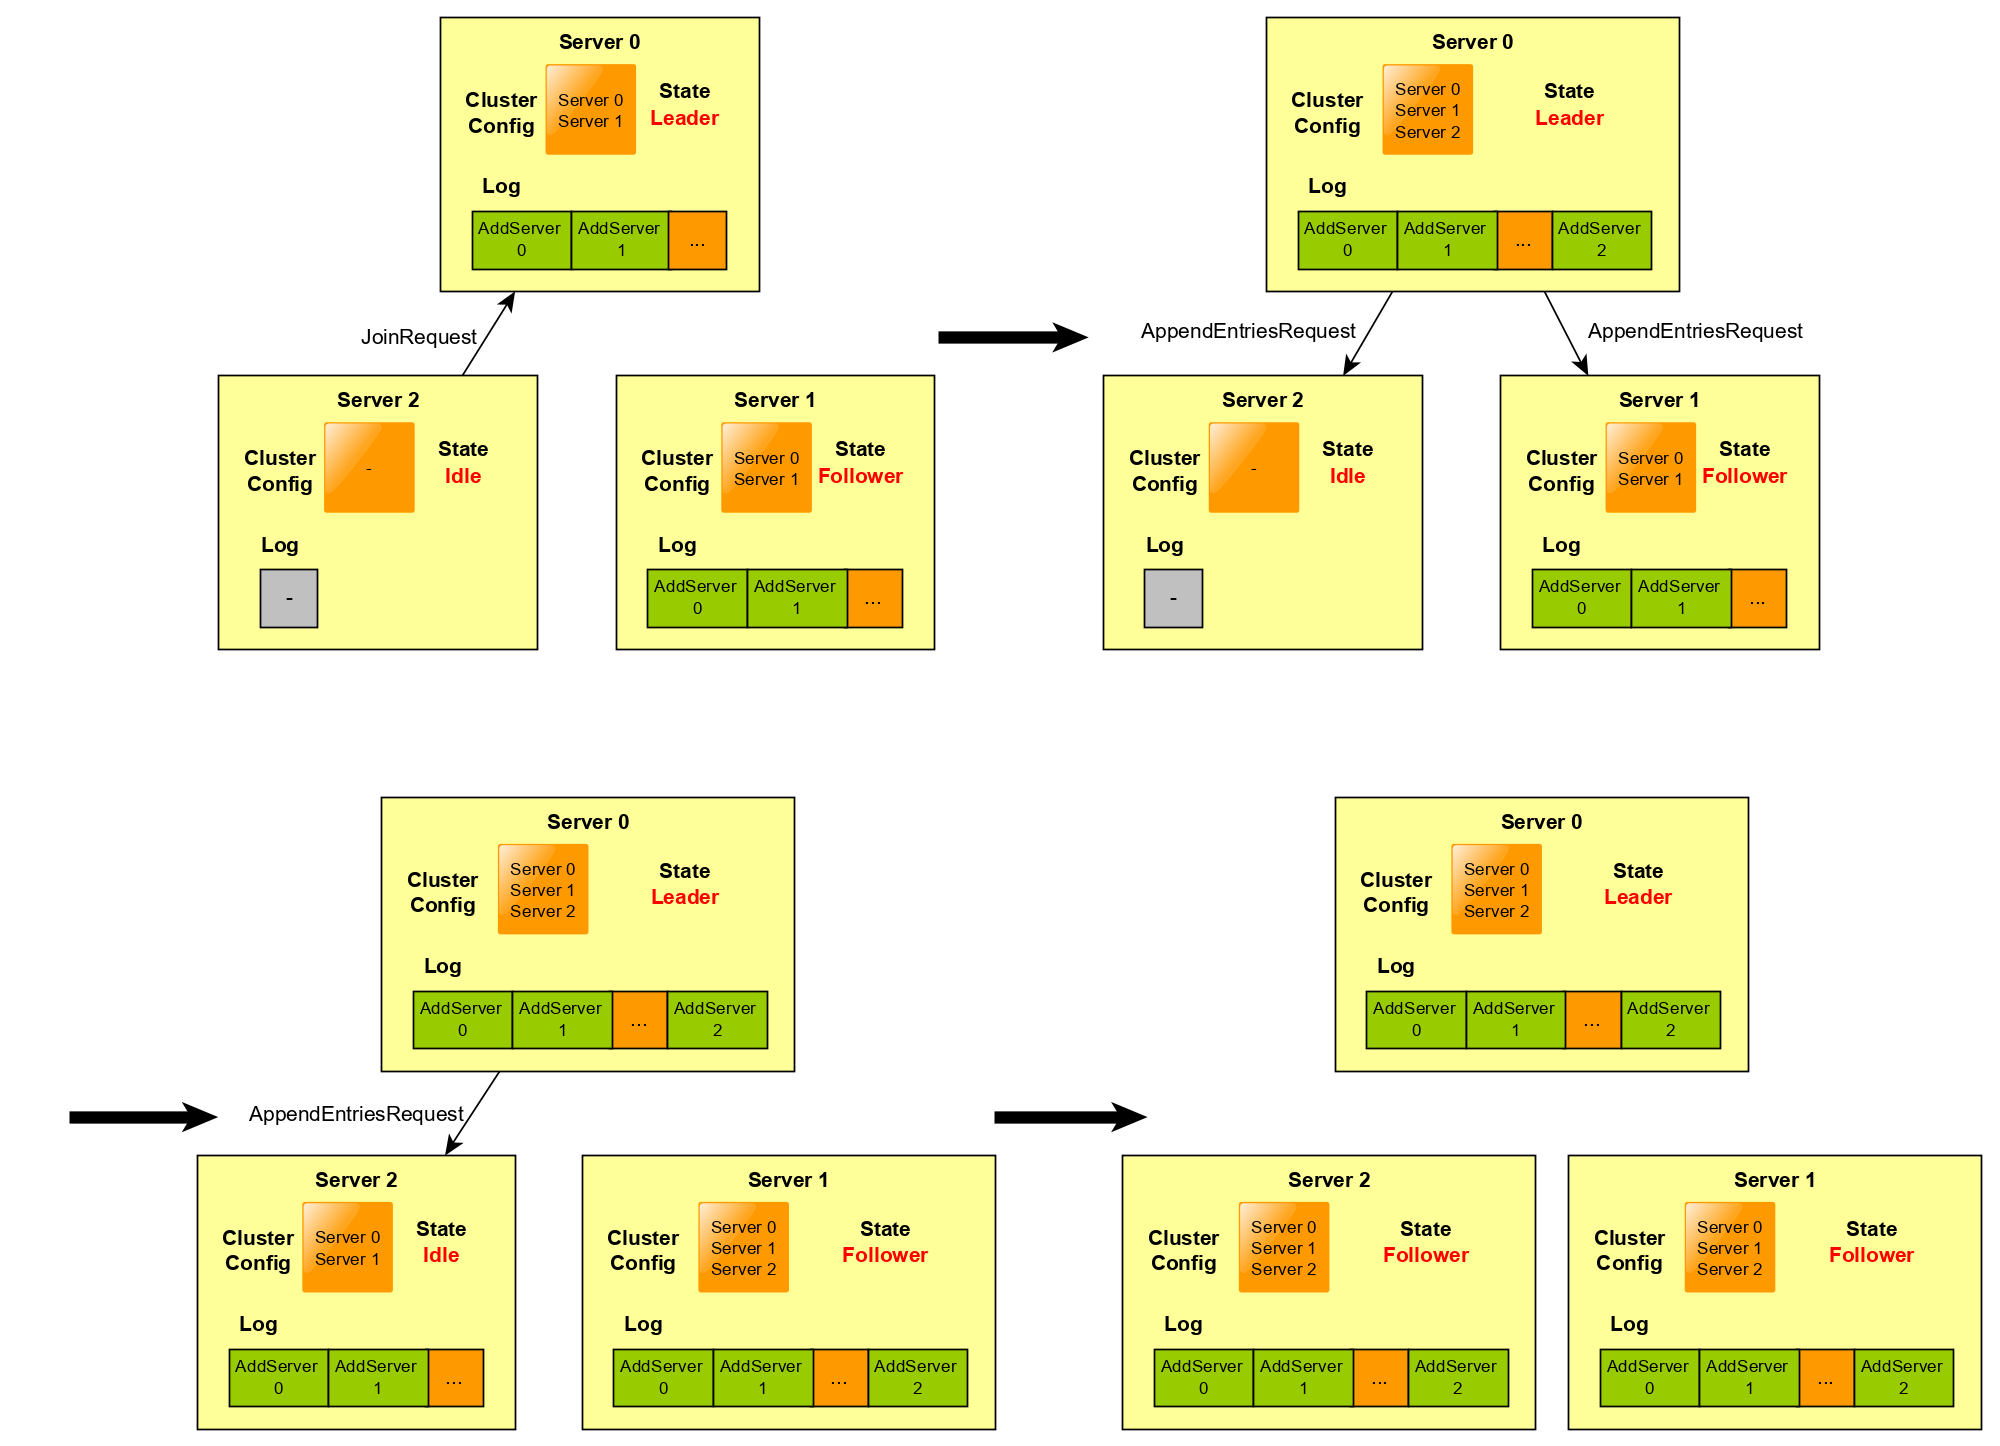 Server 0
Cluster
Config
Server 0
Server 1
State
Leader
Log
AddServer
0
AddServer
1
...
JoinRequest
Server 2
Cluster
Config
-
State
Idle
Log
-
Server 1
Cluster
Config
Server 0
Server 1
State
Follower
Log
AddServer
0
AddServer
1
...
Server 0
Cluster
Config
Server 0
Server 1
Server 2
State
Leader
Log
AddServer
0
AddServer
1
...
AddServer
2
AppendEntriesRequest
AppendEntriesRequest
Server 2
Cluster
Config
-
State
Idle
Log
-
Server 1
Cluster
Config
Server 0
Server 1
State
Follower
Log
AddServer
0
AddServer
1
...
Server 0
Cluster
Config
Server 0
Server 1
Server 2
State
Leader
Log
AddServer
0
AddServer
1
...
AddServer
2
AppendEntriesRequest
Server 2
Cluster
Config
Server 0
Server 1
State
Idle
Log
AddServer
0
AddServer
1
...
Server 1
Cluster
Config
Server 0
Server 1
Server 2
State
Follower
Log
AddServer
0
AddServer
1
...
AddServer
2
Server 0
Cluster
Config
Server 0
Server 1
Server 2
State
Leader
Log
AddServer
0
AddServer
1
...
AddServer
2
Server 2
Cluster
Config
Server 0
Server 1
Server 2
State
Follower
Log
AddServer
0
AddServer
1
...
AddServer
2
Server 1
Cluster
Config
Server 0
Server 1
Server 2
State
Follower
Log
AddServer
0
AddServer
1
...
AddServer
2